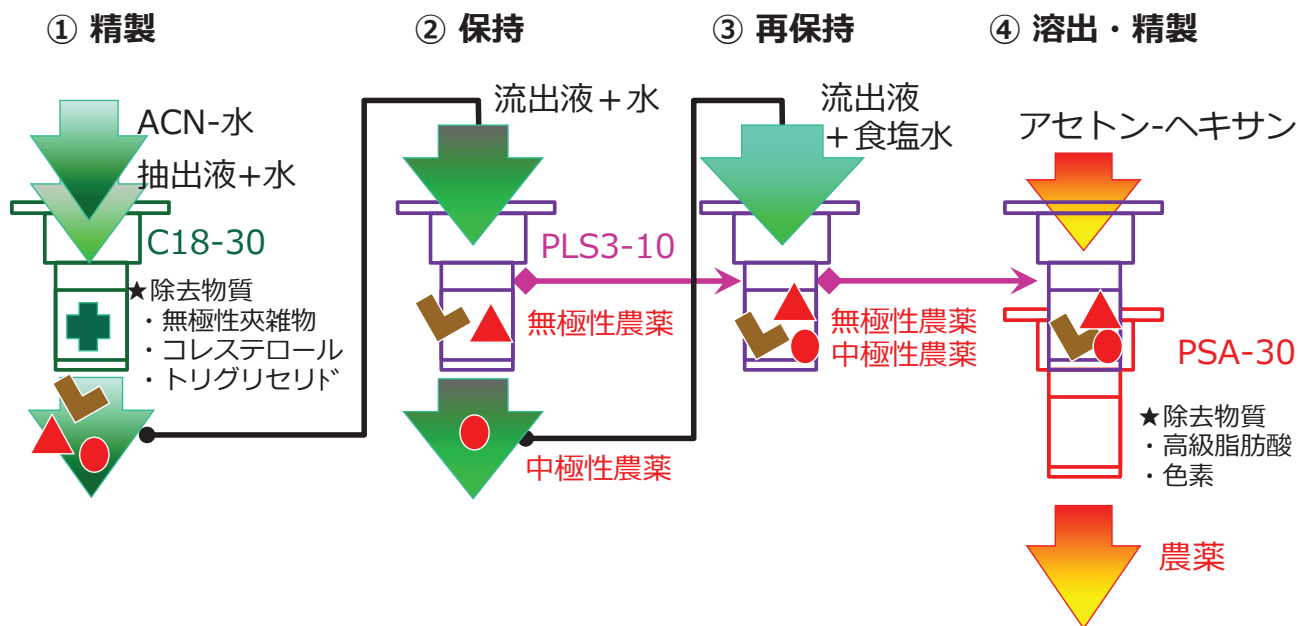 ① 精製
② 保持
③ 再保持
④ 溶出・精製
ACN-水
抽出液+水
C18-30
★除去物質
・無極性夾雑物
・コレステロール
・トリグリセリド
流出液＋水
PLS3-10
無極性農薬
中極性農薬
流出液
＋食塩水
無極性農薬
中極性農薬
アセトン-ヘキサン
PSA-30
★除去物質
・高級脂肪酸
・色素
農薬